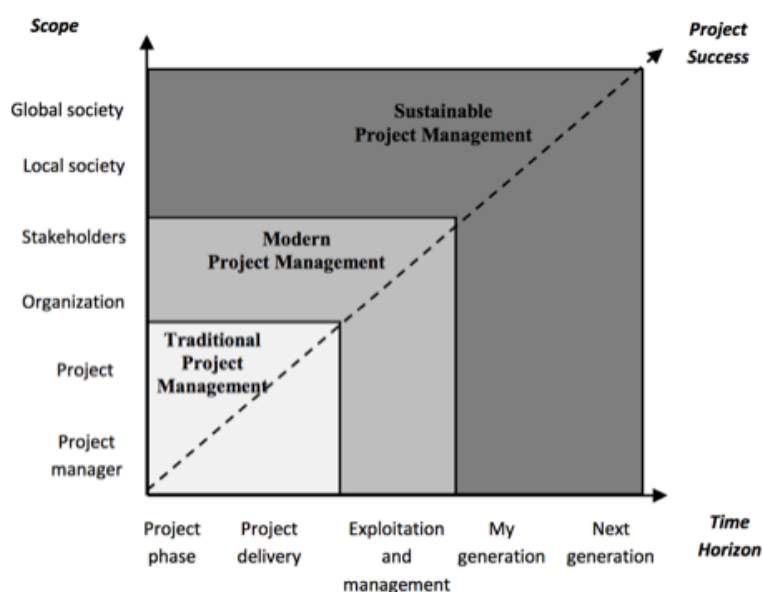 Scope
Project
Success
Global society
Sustainable
Project Management
Local society
Stakeholders
Modern
Project Management
Organization
Traditional
Project
Management
Project
Project
manager
Project
phase
Project
delivery
Exploitation
and
management
My
generation
Next
generation
Time
Horizon